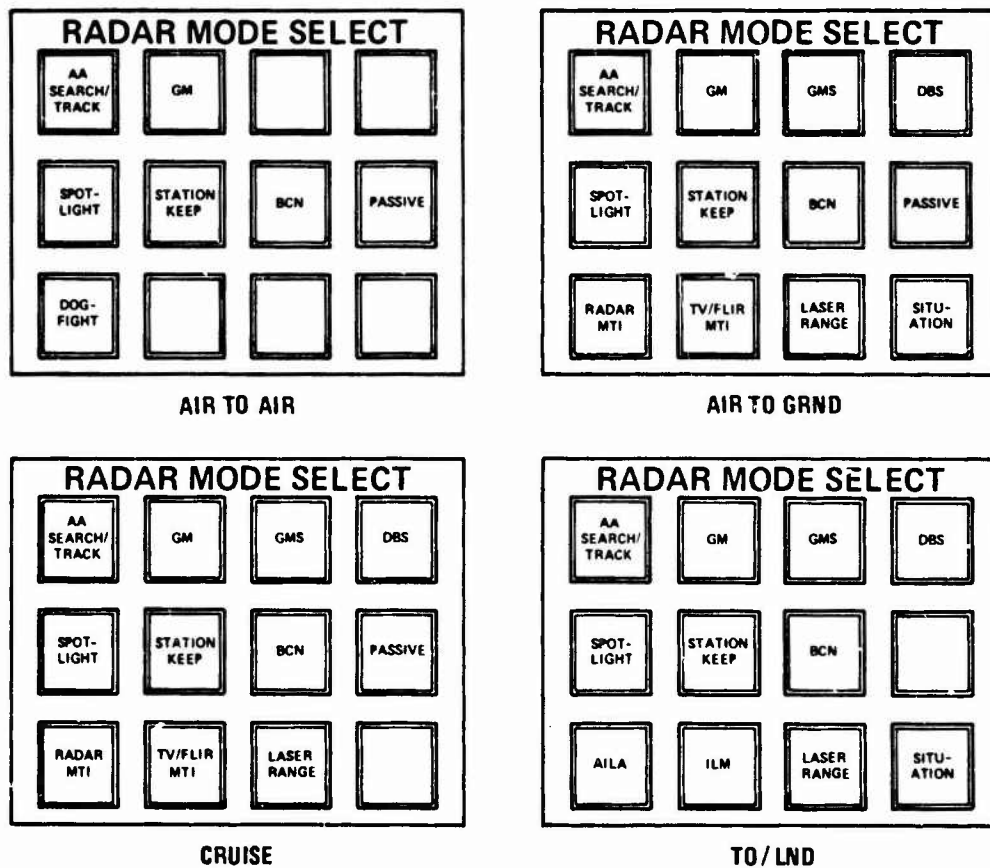 RADAR MODE SELECT
AA
SEARCH/
TRACK
GM
SPOT-
LIGHT
STATION
KEEP
BCN
PASSIVE
DOG-
FIGHT
AIR TO AIR
RADAR MODE SELECT
AA
SEARCH/
TRACK
GM
GMS
DBS
SPOT-
LIGHT
STATION
KEEP
BCN
PASSIVE
RADAR
MTI
TV/FLIR
MTI
LASER
RANGE
SITU-
ATION
AIR TO GRND
RADAR MODE SELECT
AA
SEARCH/
TRACK
GM
GMS
DBS
SPOT-
LIGHT
STATION
KEEP
BCN
PASSIVE
RADAR
MTI
TV/FLIR
MTI
LASER
RANGE
CRUISE
RADAR MODE SELECT
AA
SEARCH/
TRACK
GM
GMS
DBS
SPOT-
LIGHT
STATION
KEEP
BCN
AILA
ILM
LASER
RANGE
SITU-
ATION
TO/LND